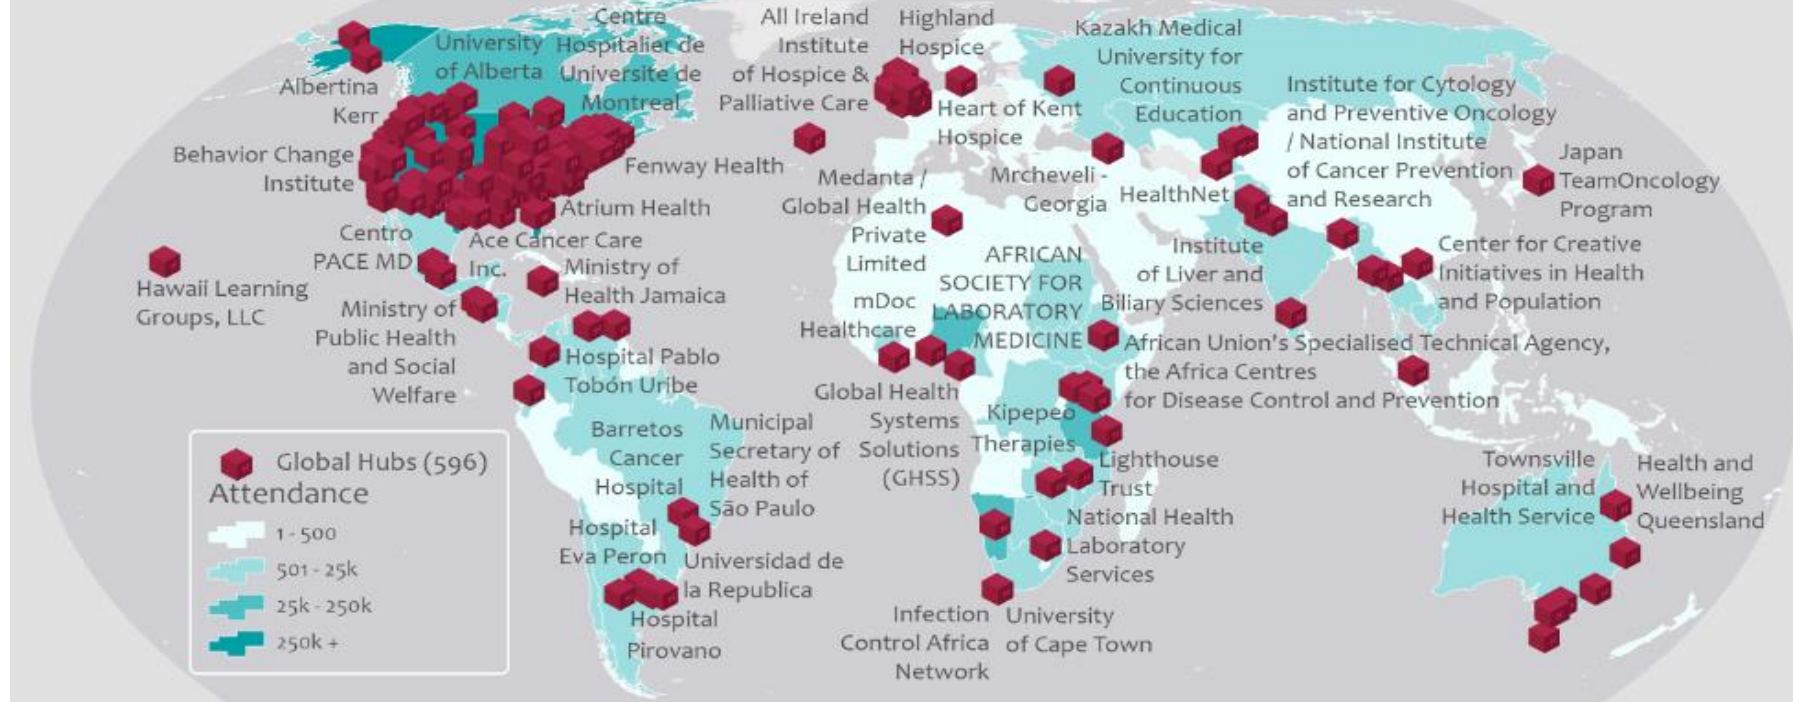 Albertina
Kerr
University
of Alberta
Centre
Hospitalier de
Universite de
Montreal
All Ireland
Institute
of Hospice &
Palliative Care
Highland
Hospice
Heart of Kent
Hospice
Kazakh Medical
University for
Continuous
Education
Institute for Cytology
and Preventive Oncology
/ National Institute
of Cancer Prevention
and Research
Japan
TeamOncology
Program
Behavior Change
Institute
Fenway Health
Atrium Health
Medanta /
Global Health
Private
Limited
Mrcheveli -
Georgia
HealthNet
Centro
PACE MD
Ace Cancer Care
Inc.
Ministry of
Health Jamaica
Hawaii Learning
Groups, LLC
Ministry of
Public Health
and Social
Welfare
Hospital Pablo
Tobón Uribe
mDoc
Healthcare
AFRICAN
SOCIETY FOR
LABORATORY
MEDICINE
Institute
of Liver and
Biliary Sciences
Center for Creative
Initiatives in Health
and Population
African Union's Specialised Technical Agency,
the Africa Centres
for Disease Control and Prevention
Global Health
Systems
Solutions
(GHSS)
Kipepeo
Therapies
Barretos
Cancer
Hospital
Municipal
Secretary of
Health of
São Paulo
Lighthouse
Trust
National Health
Laboratory
Services
Townsville
Hospital and
Health Service
Health and
Wellbeing
Queensland
Hospital
Eva Peron
Universidad de
la Republica
Hospital
Pirovano
Infection
Control Africa
Network
University
of Cape Town
Global Hubs (596)
Attendance
1 - 500
501 - 25k
25k - 250k
250k +